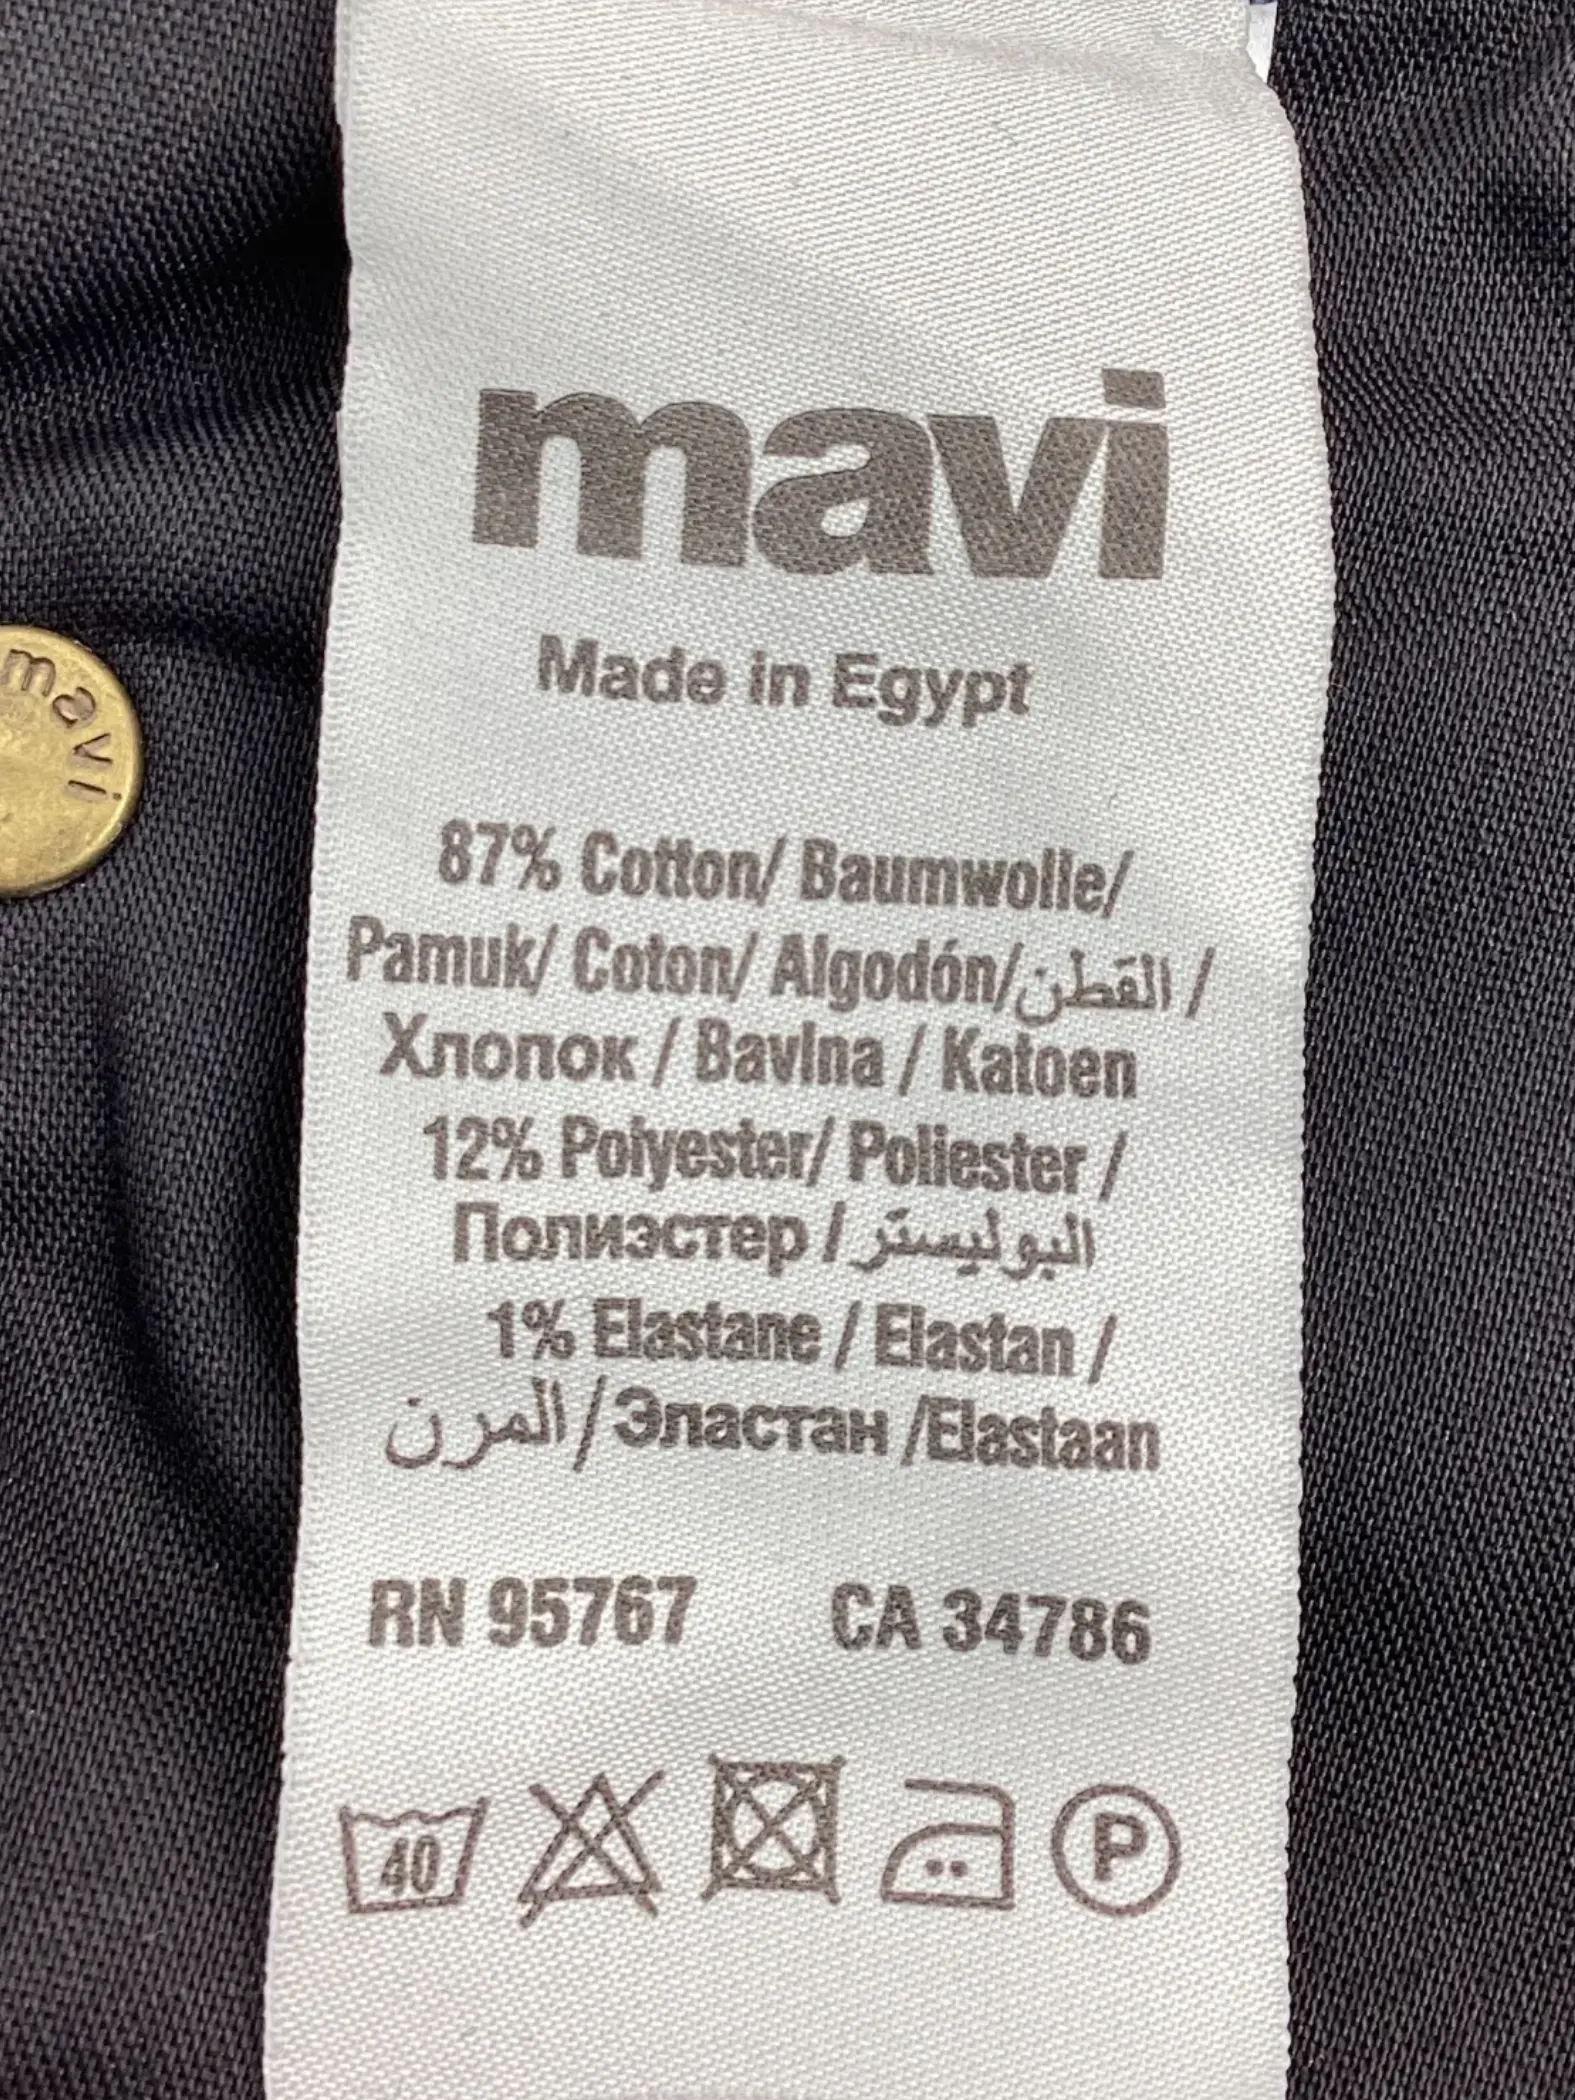 mavi
Made in Egypt
mavi
87% Cotton/ Baumwolle/
Pamuk/ Coton/ Algodón/القطن /
Хлопок / Bavlna / Katoen
12% Polyester/ Poliester /
Полиэстер / البوليستر
1% Elastane / Elastan /
المرن /Эластан /Elastaan
RN 95767 CA 34786
40 P